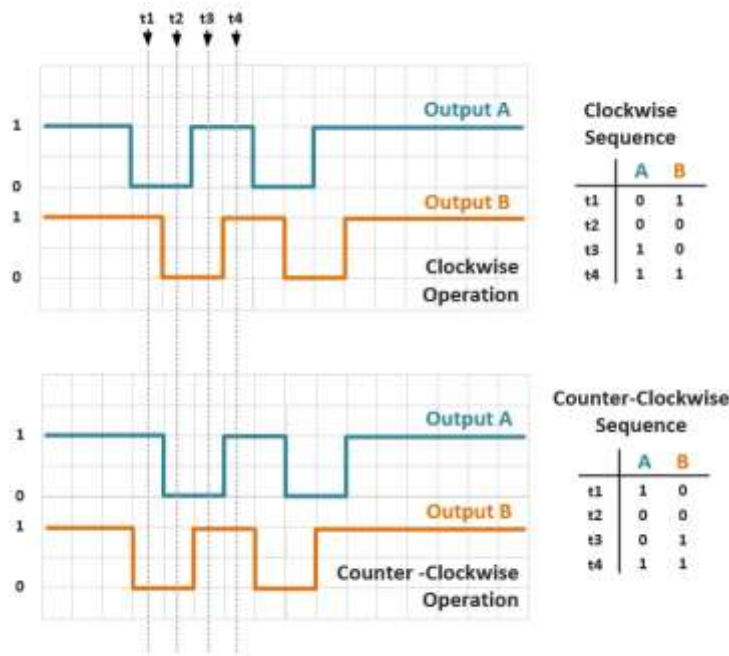 t1 t2 t3 t4
1
Output A
0
1
Output B
0
Clockwise
Operation
Clockwise
Sequence
A B
t1 0 1
t2 0 0
t3 1 0
t4 1 1
1
Output A
0
1
Output B
0
Counter -Clockwise
Operation
Counter-Clockwise
Sequence
A B
t1 1 0
t2 0 0
t3 0 1
t4 1 1